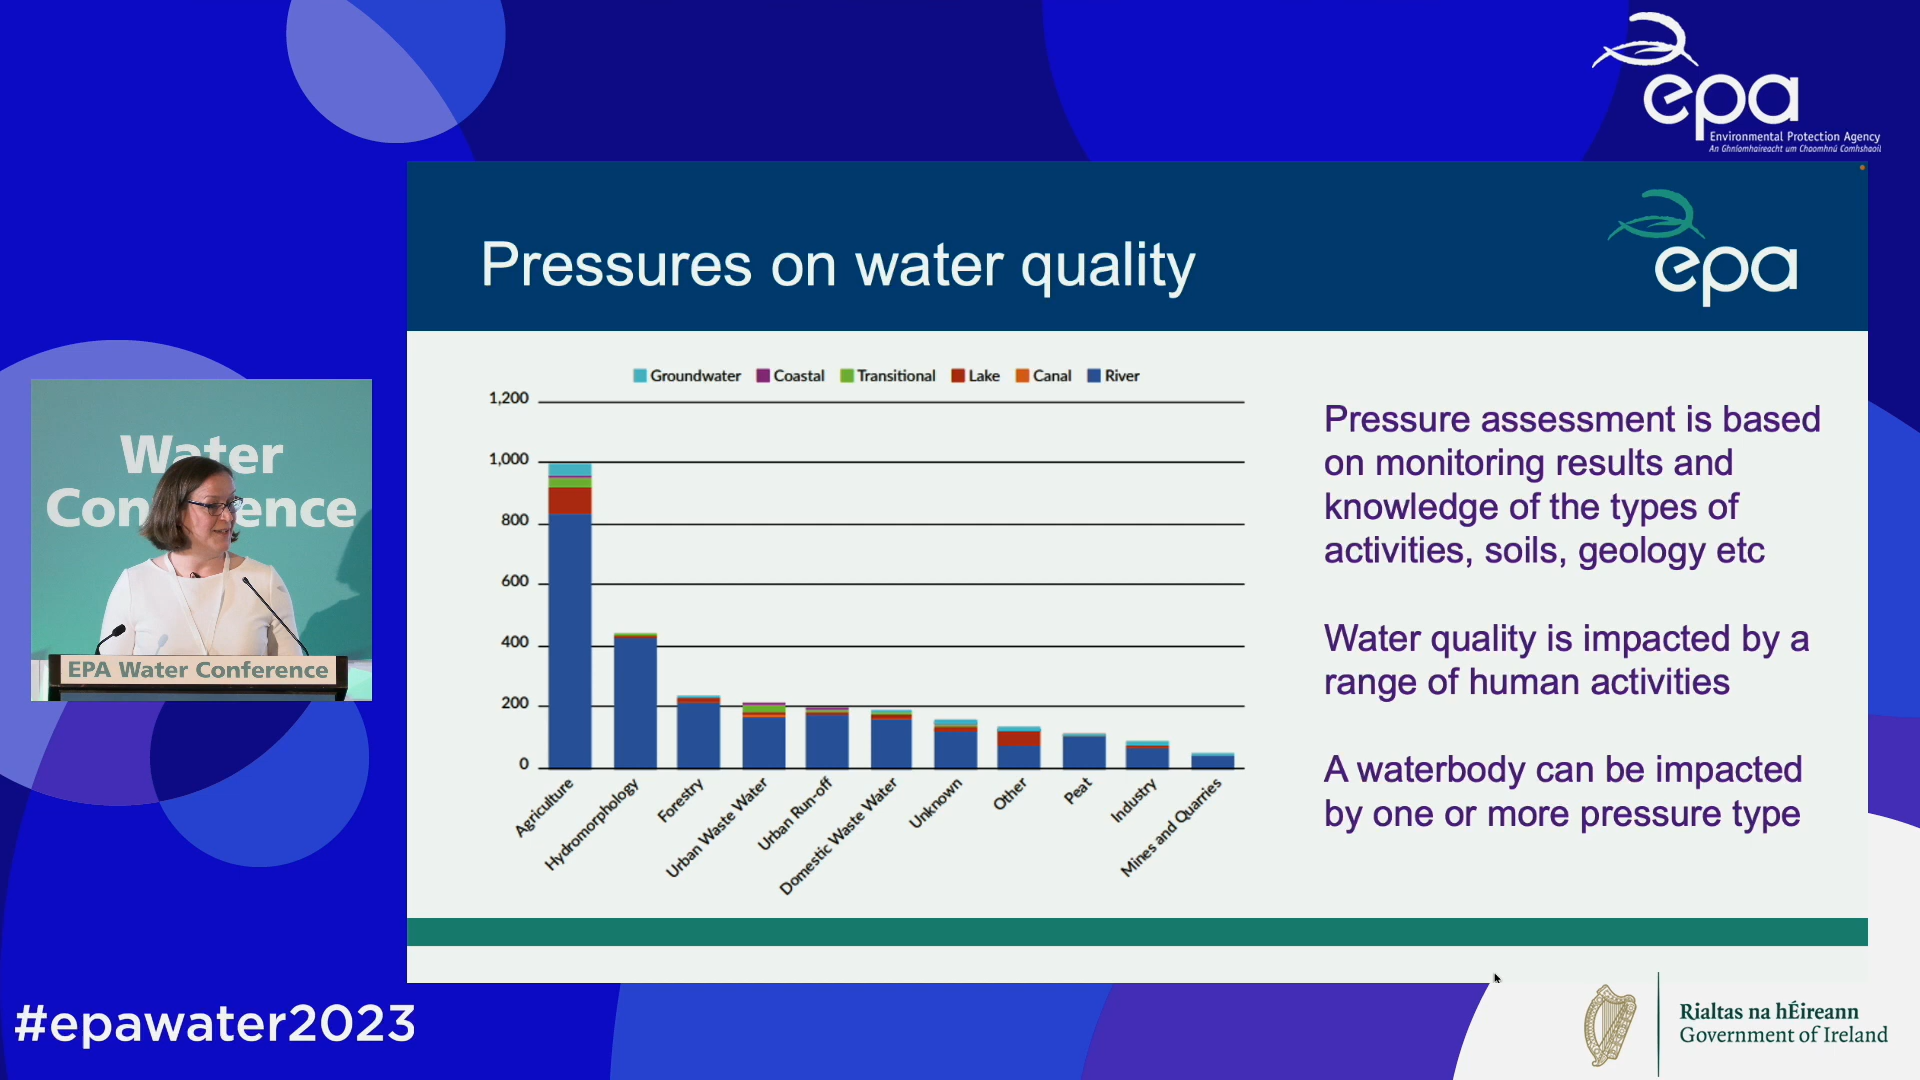 epa
Environmental Protection Agency
An Ghníomhaireacht um Chaomhnú Comhshaoil
Pressures on water quality
epa
Groundwater Coastal Transitional Lake Canal River
1,200
1,000
800
600
400
200
0
Agriculture
Hydromorphology
Forestry
Urban Waste Water
Urban Run-off
Domestic Waste Water
Unknown
Other
Peat
Industry
Mines and Quarries
Pressure assessment is based
on monitoring results and
knowledge of the types of
activities, soils, geology etc
Water quality is impacted by a
range of human activities
A waterbody can be impacted
by one or more pressure type
Water
Con ence
EPA Water Conference
#epawater2023
Rialtas na hÉireann
Government of Ireland